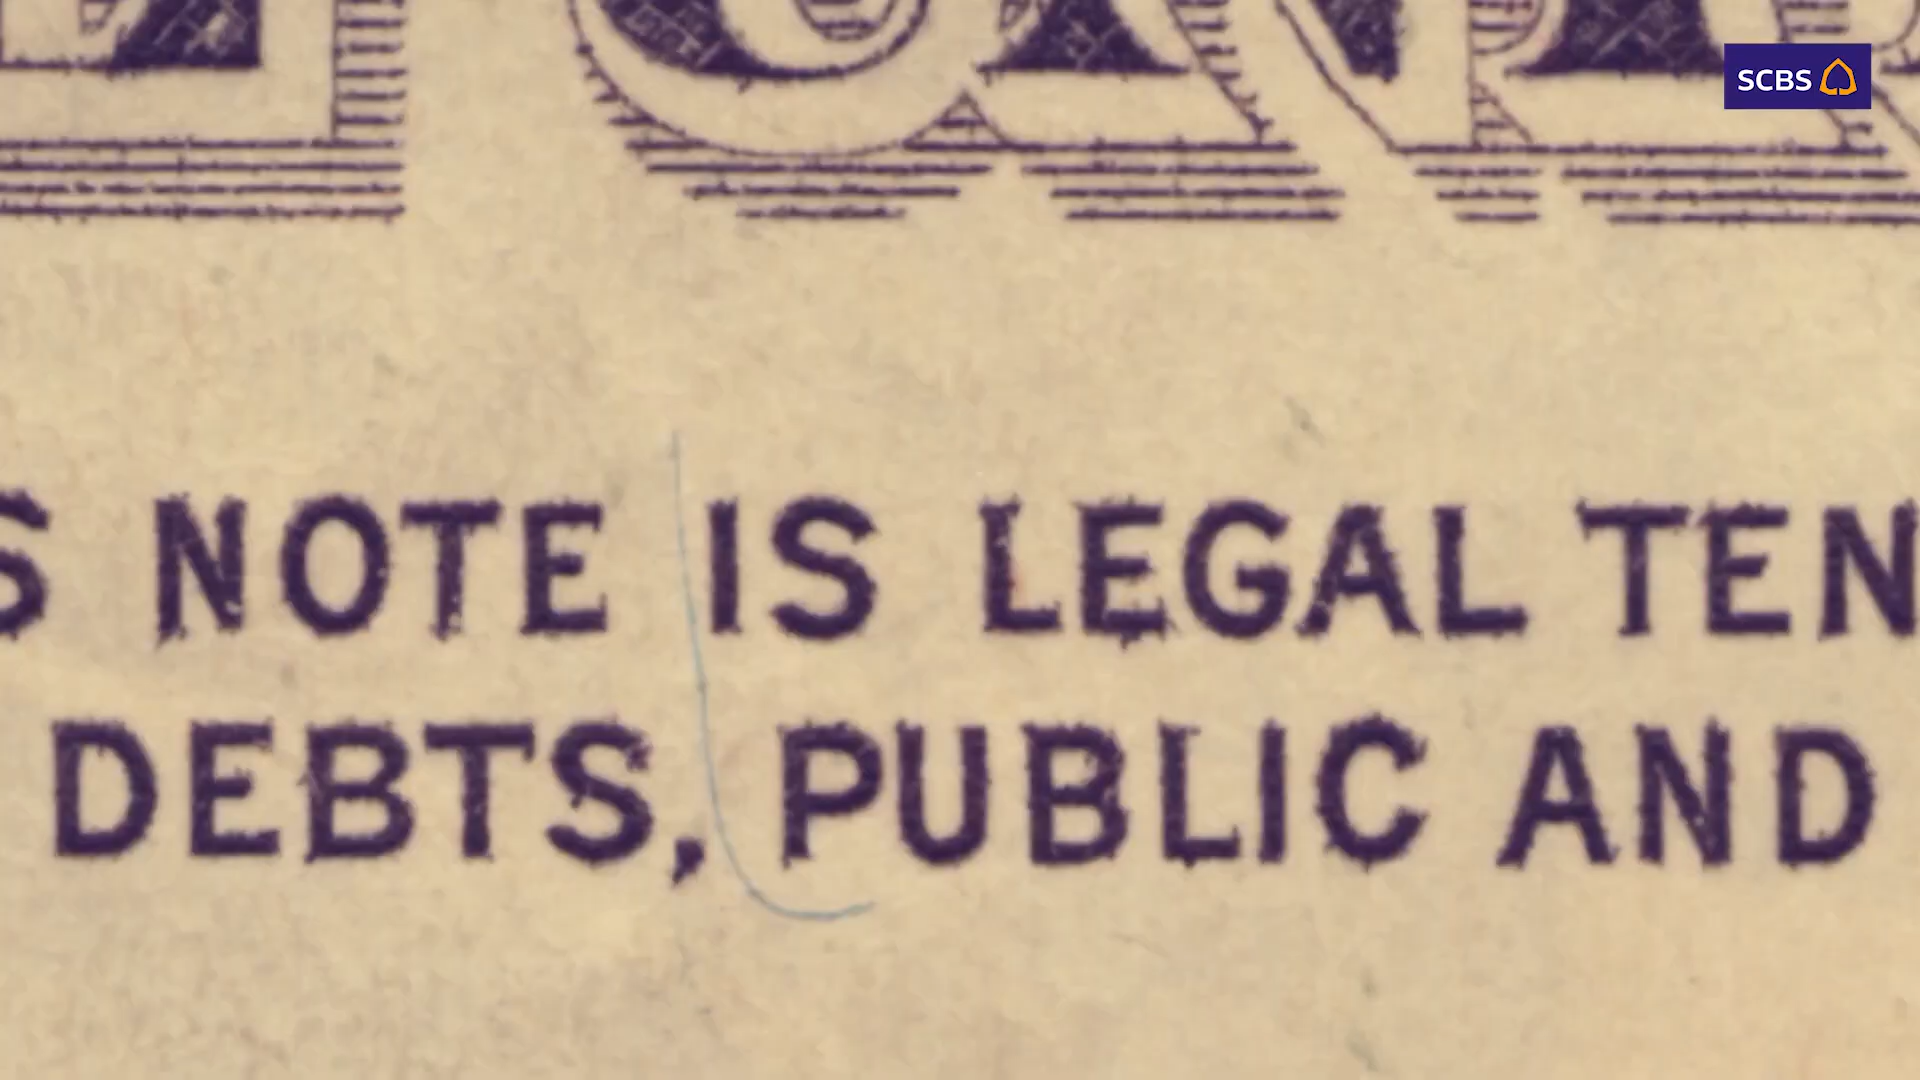 SCBS
S NOTE IS LEGAL TEN
DEBTS, PUBLIC AND